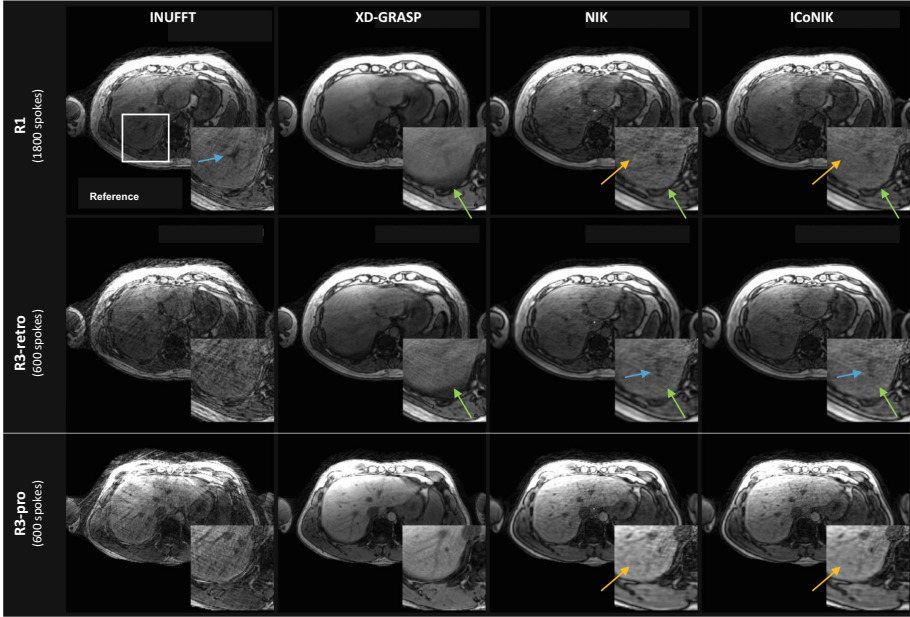 INUFFT XD-GRASP NIK ICoNIK
R1
(1800 spokes)
Reference
R3-retro
(600 spokes)
R3-pro
(600 spokes)